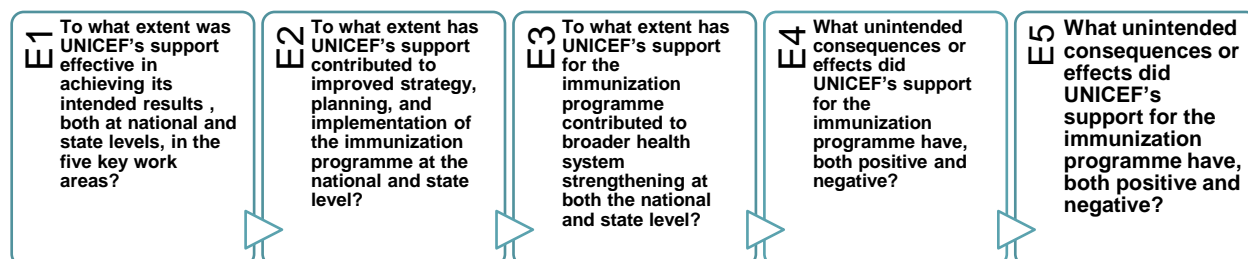 E1
To what extent was
UNICEF's support
effective in
achieving its
intended results ,
both at national and
state levels, in the
five key work
areas?
E2
To what extent has
UNICEF's support
contributed to
improved strategy,
planning, and
implementation of
the immunization
programme at the
national and state
level?
E3
To what extent has
UNICEF's support
for the
immunization
programme
contributed to
broader health
system
strengthening at
both the national
and state level?
E4
What unintended
consequences or
effects did
UNICEF's support
for the
immunization
programme have,
both positive and
negative?
E5
What unintended
consequences or
effects did
UNICEF's
support for the
immunization
programme have,
both positive and
negative?